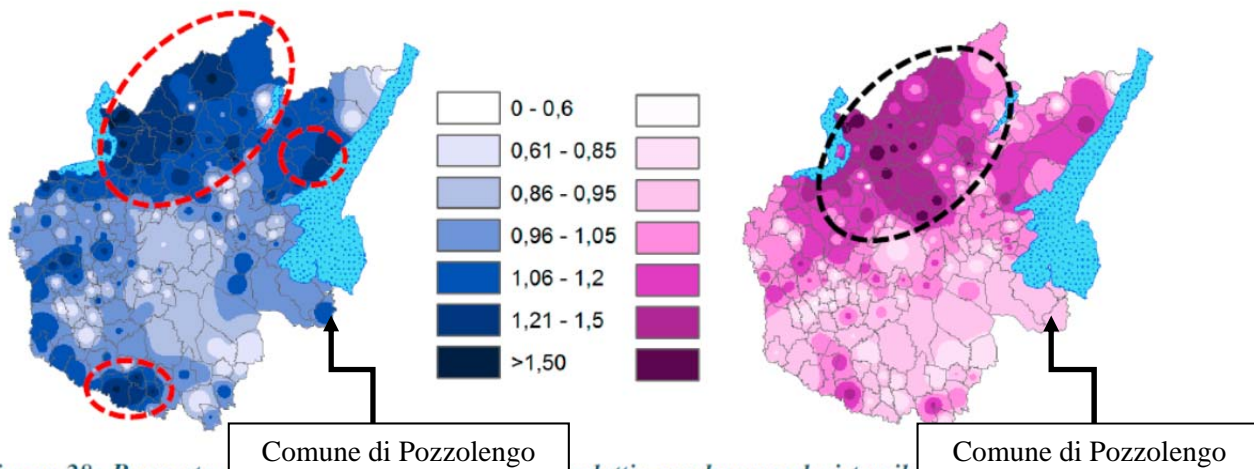 0 - 0,6
0,61 - 0,85
0,86 - 0,95
0,96 - 1,05
1,06 - 1,2
1,21 - 1,5
>1,50
Comune di Pozzolengo
Comune di Pozzolengo
28